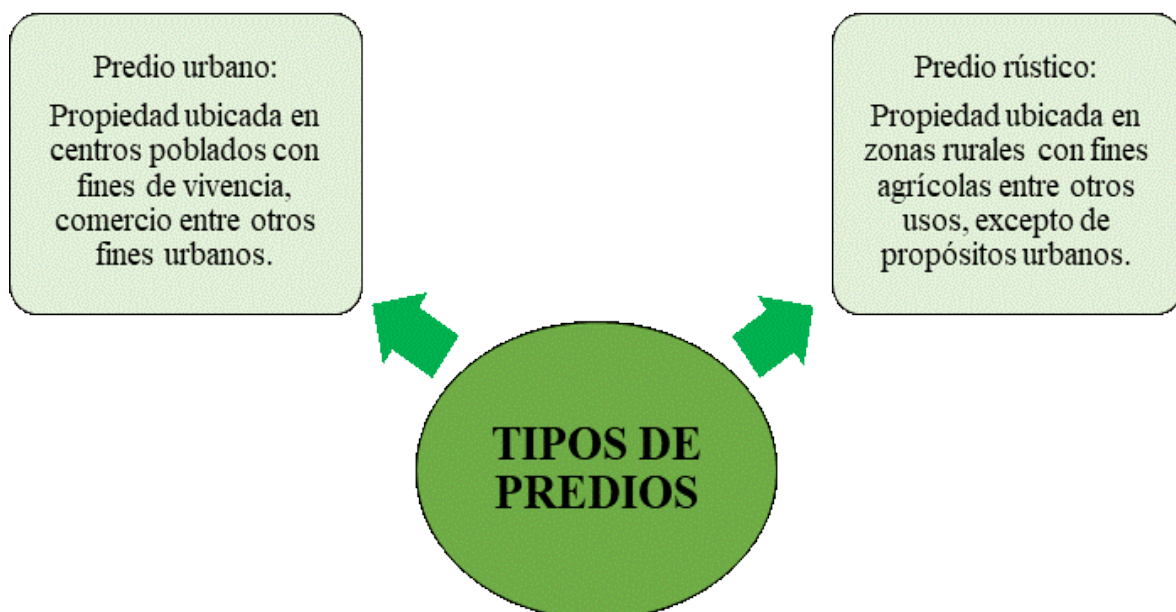 Predio urbano:
Propiedad ubicada en
centros poblados con
fines de vivencia,
comercio entre otros
fines urbanos.
Predio rústico:
Propiedad ubicada en
zonas rurales con fines
agrícolas entre otros
usos, excepto de
propósitos urbanos.
TIPOS DE
PREDIOS